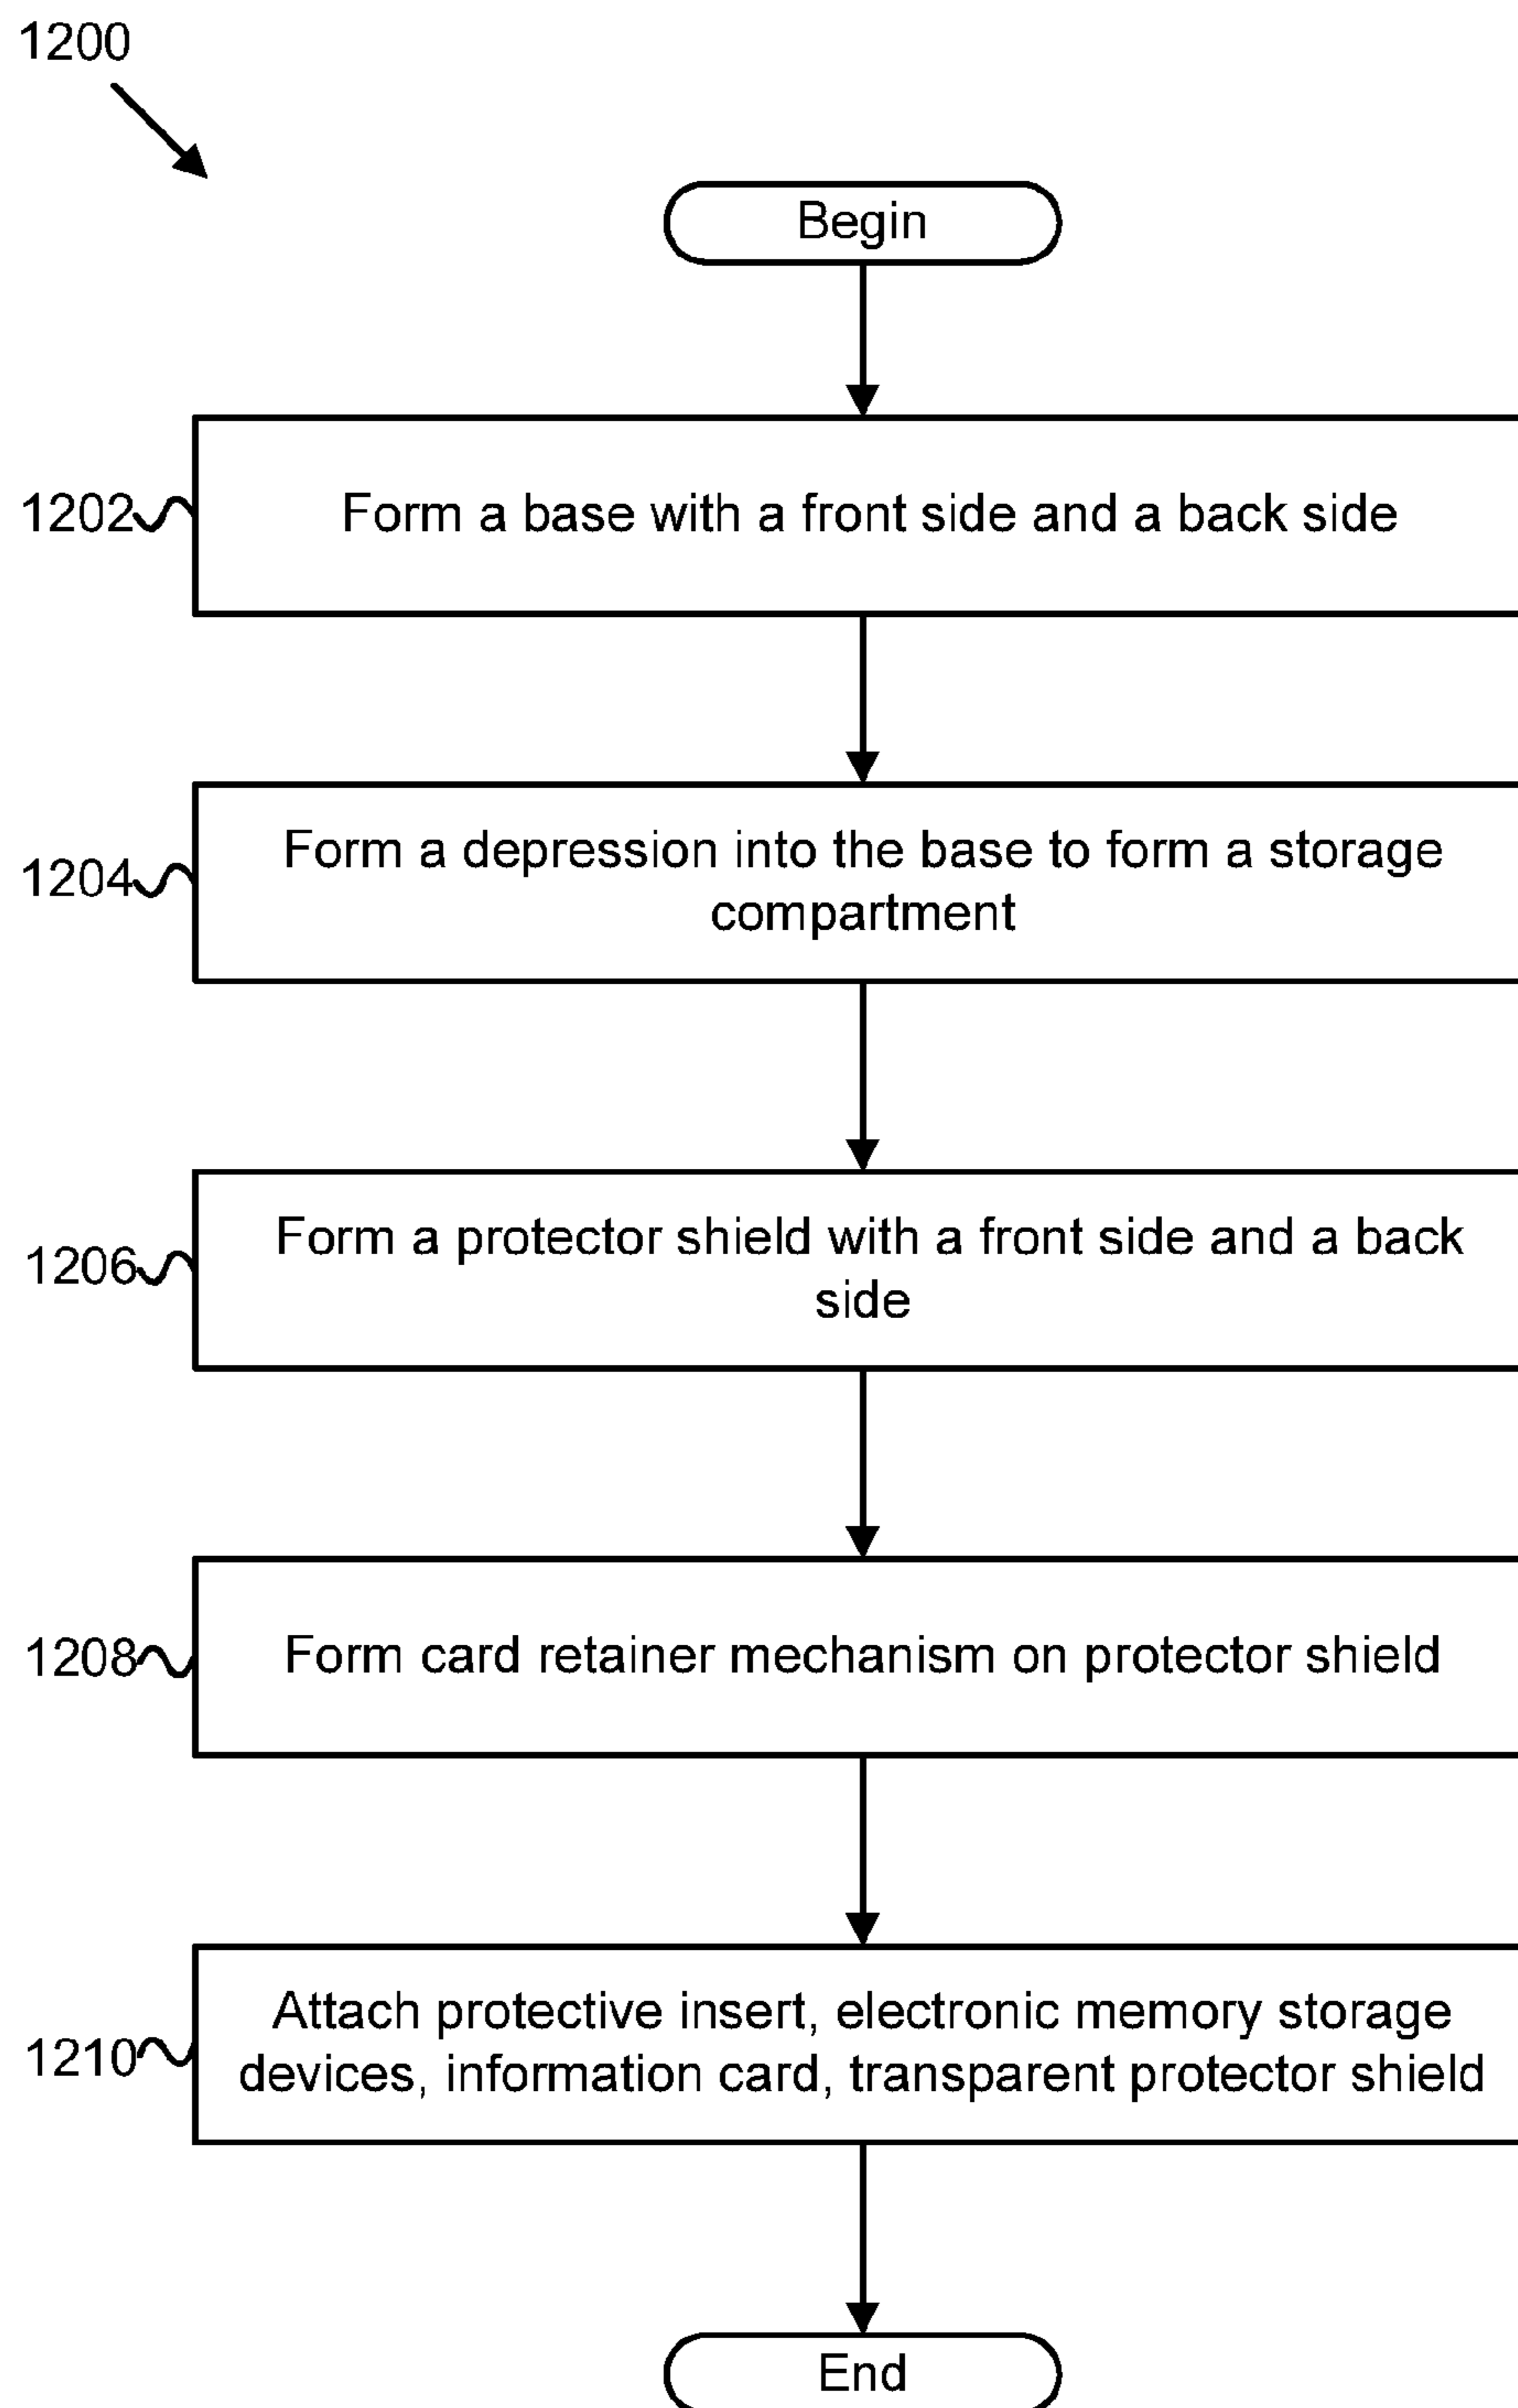 1200
Begin
1202
Form a base with a front side and a back side
1204
Form a depression into the base to form a storage
compartment
1206
Form a protector shield with a front side and a back
side
1208
Form card retainer mechanism on protector shield
1210
Attach protective insert, electronic memory storage
devices, information card, transparent protector shield
End